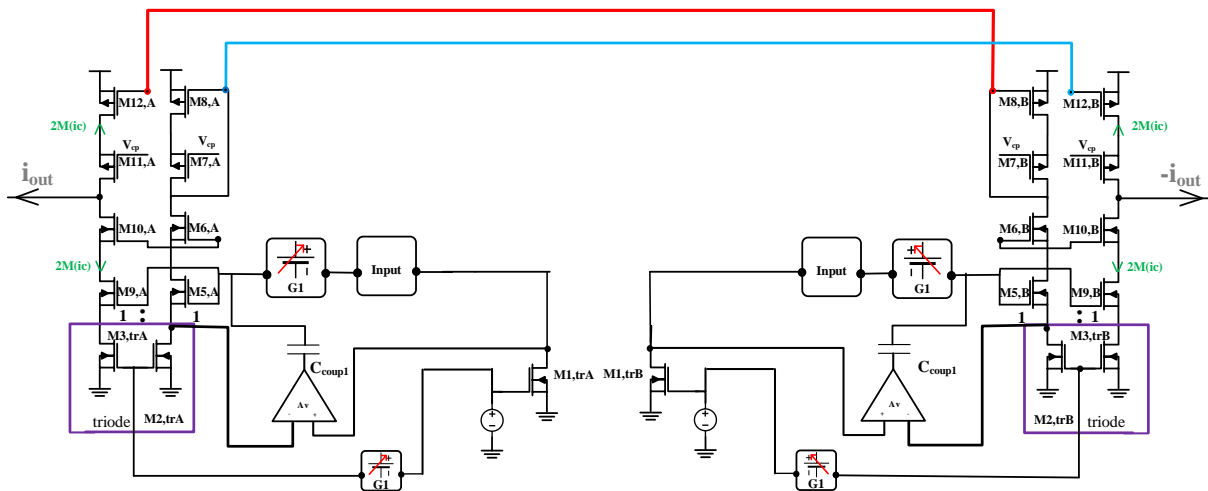 M12,A
M8,A
M8,B
M12,B
2M(ic)
2M(ic)
Vcp
Vcp
Vcp
Vcp
M11,A
M7,A
M7,B
M11,B
iout
-iout
M10,A
M6,A
M6,B
M10,B
2M(ic)
2M(ic)
+
Input
Input
+
G1
G1
M9,A
M5,A
M5,B
M9,B
1 : 1
1 : 1
M3,trA
M3,trB
Ccoup1
Ccoup1
M1,trA
M1,trB
Av
Av
- +
+ -
+
−
+
−
triode
M2,trA
M2,trB
triode
+
+
G1
G1